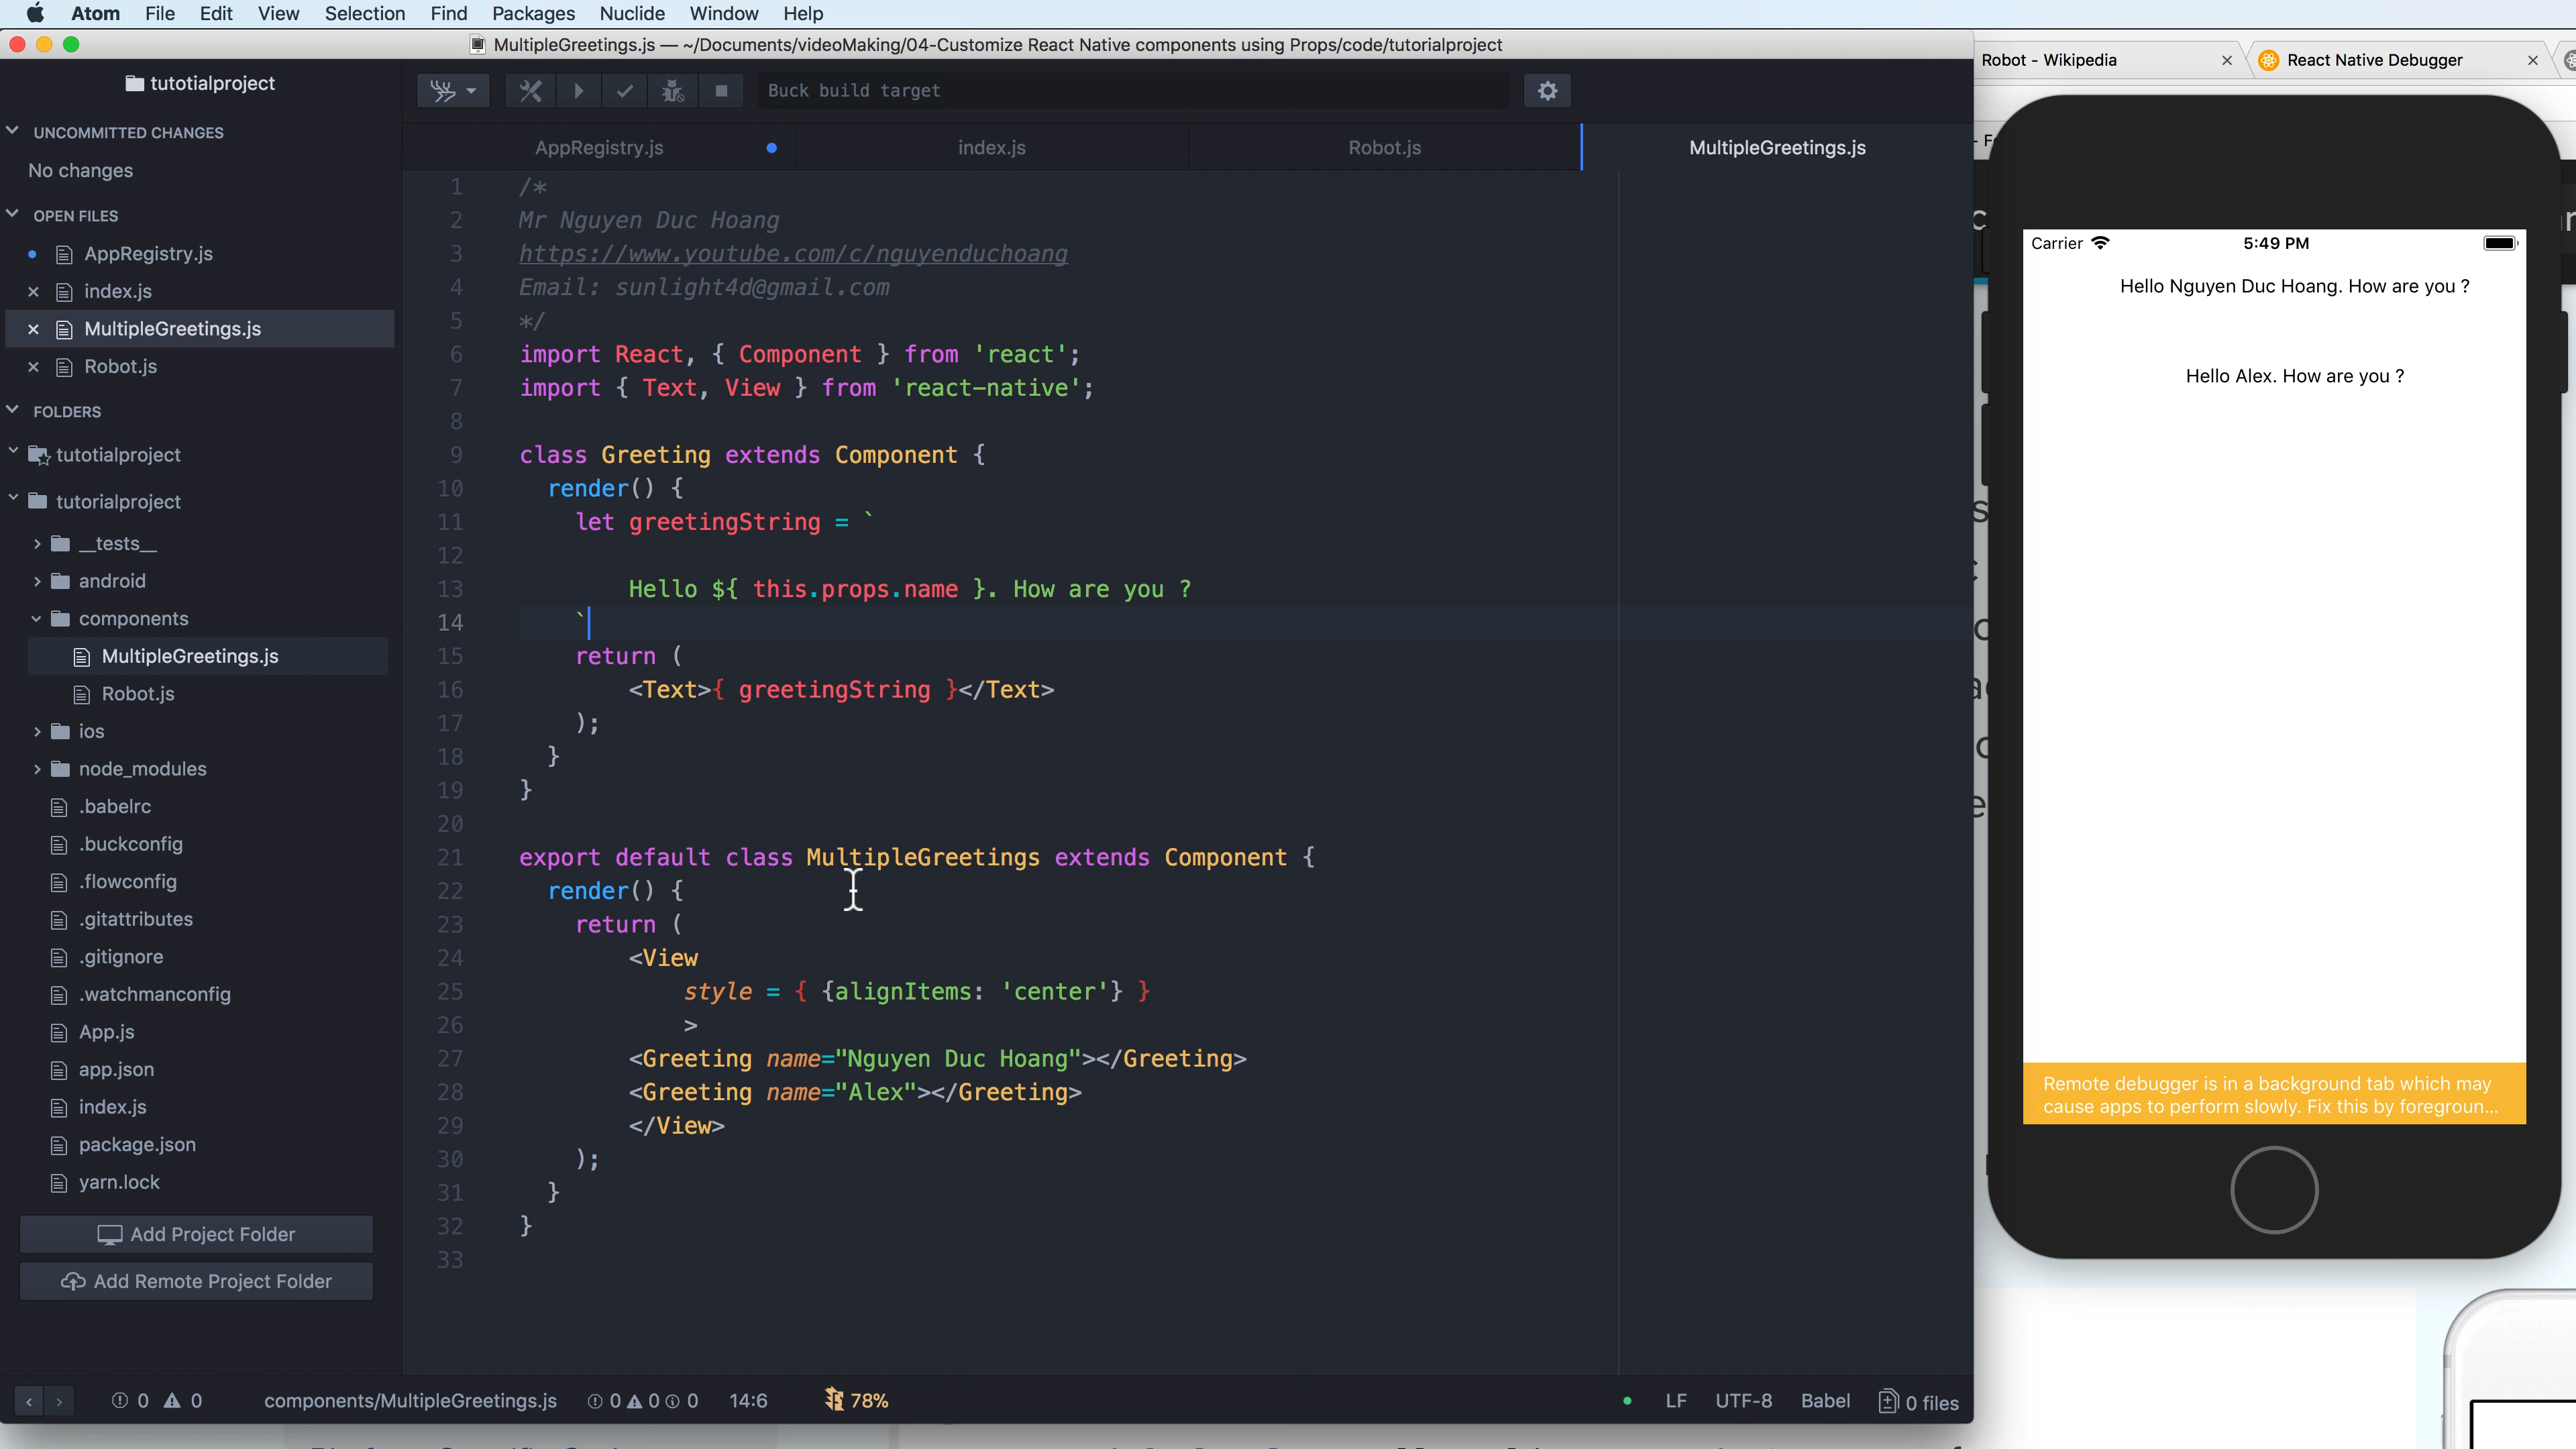 Atom File Edit View Selection Find Packages Nuclide Window Help
MultipleGreetings.js — ~/Documents/videoMaking/04-Customize React Native components using Props/code/tutorialproject
Robot - Wikipedia
React Native Debugger
tutotialproject
Buck build target
UNCOMMITTED CHANGES
No changes
OPEN FILES
AppRegistry.js
index.js
MultipleGreetings.js
Robot.js
FOLDERS
tutotialproject
tutorialproject
__tests__
android
components
MultipleGreetings.js
Robot.js
ios
node_modules
.babelrc
.buckconfig
.flowconfig
.gitattributes
.gitignore
.watchmanconfig
App.js
app.json
index.js
package.json
yarn.lock
Add Project Folder
Add Remote Project Folder
AppRegistry.js index.js Robot.js MultipleGreetings.js
1 /*
2 Mr Nguyen Duc Hoang
3 https://www.youtube.com/c/nguyenduchoang
4 Email: sunlight4d@gmail.com
5 */
6 import React, { Component } from 'react';
7 import { Text, View } from 'react-native';
8
9 class Greeting extends Component {
10 render() {
11 let greetingString = `
12
13 Hello ${ this.props.name }. How are you ?
14 `
15 return (
16 <Text>{ greetingString }</Text>
17 );
18 }
19 }
20
21 export default class MultipleGreetings extends Component {
22 render() {
23 return (
24 <View
25 style = { {alignItems: 'center'} }
26 >
27 <Greeting name="Nguyen Duc Hoang"></Greeting>
28 <Greeting name="Alex"></Greeting>
29 </View>
30 );
31 }
32 }
33
0 0 components/MultipleGreetings.js 0 0 0 14:6 78% LF UTF-8 Babel 0 files
Carrier 5:49 PM
Hello Nguyen Duc Hoang. How are you ?
Hello Alex. How are you ?
Remote debugger is in a background tab which may
cause apps to perform slowly. Fix this by foregroun...